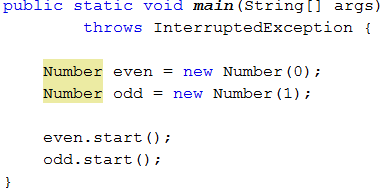 public static void main(String[] args)
throws InterruptedException {
Number even = new Number(0);
Number odd = new Number(1);
even.start();
odd.start();
}